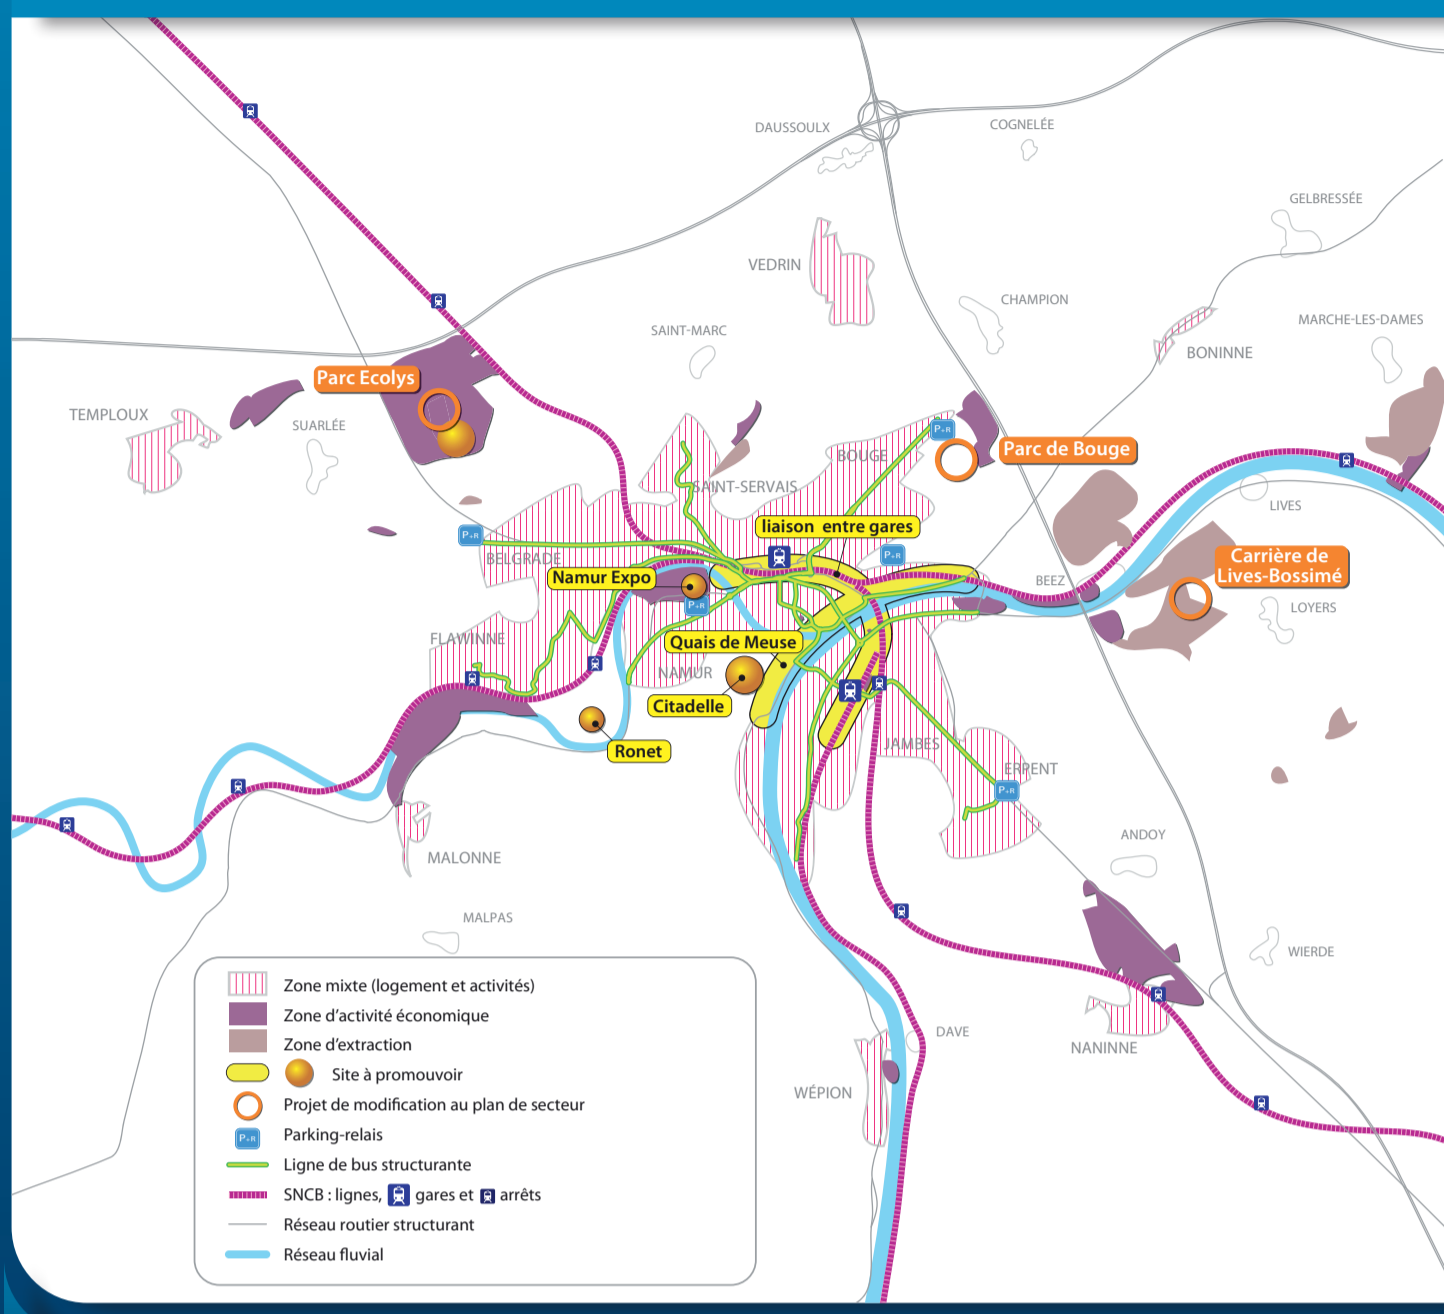 DAUSSOULX
COGNELÉE
GELBRESSÉE
VEDRIN
CHAMPION
SAINT-MARC
MARCHE-LES-DAMES
BONINNE
Parc Ecolys
TEMPLOUX
SUARLÉE
P+R
BOUGE
Parc de Bouge
SAINT-SERVAIS
LIVES
liaison entre gares
P+R
BELGRADE
P+R
Carrière de
Lives-Bossimé
Namur Expo
BEEZ
P+R
LOYERS
FLAWINNE
Quais de Meuse
NAMUR
Citadelle
JAMBES
Ronet
ERPENT
P+R
ANDOY
MALONNE
MALPAS
WIERDE
DAVE
NANINNE
WÉPION
Zone mixte (logement et activités)
Zone d'activité économique
Zone d'extraction
Site à promouvoir
Projet de modification au plan de secteur
P+R
Parking-relais
Ligne de bus structurante
SNCB : lignes, gares et arrêts
Réseau routier structurant
Réseau fluvial